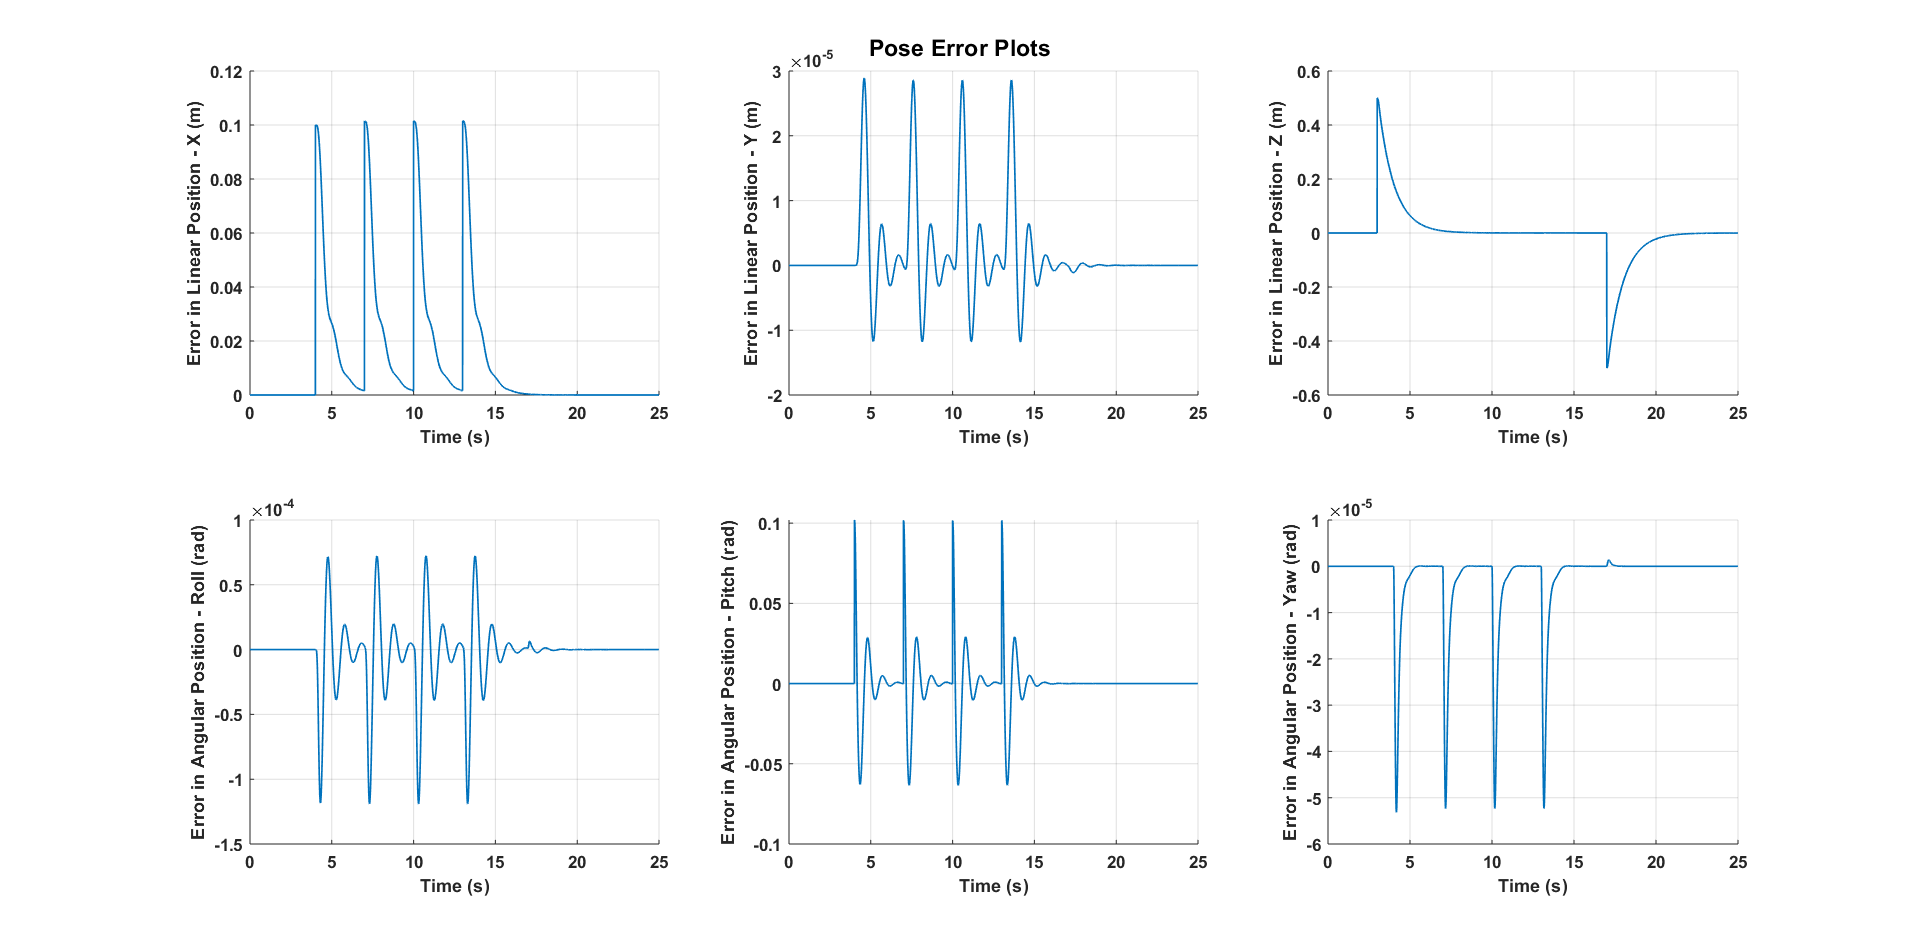 Pose Error Plots
Error in Linear Position - X (m)
0.12
0.1
0.08
0.06
0.04
0.02
0
0 5 10 15 20 25
Time (s)
×10-5
Error in Linear Position - Y (m)
3
2
1
0
-1
-2
0 5 10 15 20 25
Time (s)
Error in Linear Position - Z (m)
0.6
0.4
0.2
0
-0.2
-0.4
-0.6
0 5 10 15 20 25
Time (s)
×10-4
Error in Angular Position - Roll (rad)
1
0.5
0
-0.5
-1
-1.5
0 5 10 15 20 25
Time (s)
Error in Angular Position - Pitch (rad)
0.1
0.05
0
-0.05
-0.1
0 5 10 15 20 25
Time (s)
×10-5
Error in Angular Position - Yaw (rad)
1
0
-1
-2
-3
-4
-5
-6
0 5 10 15 20 25
Time (s)